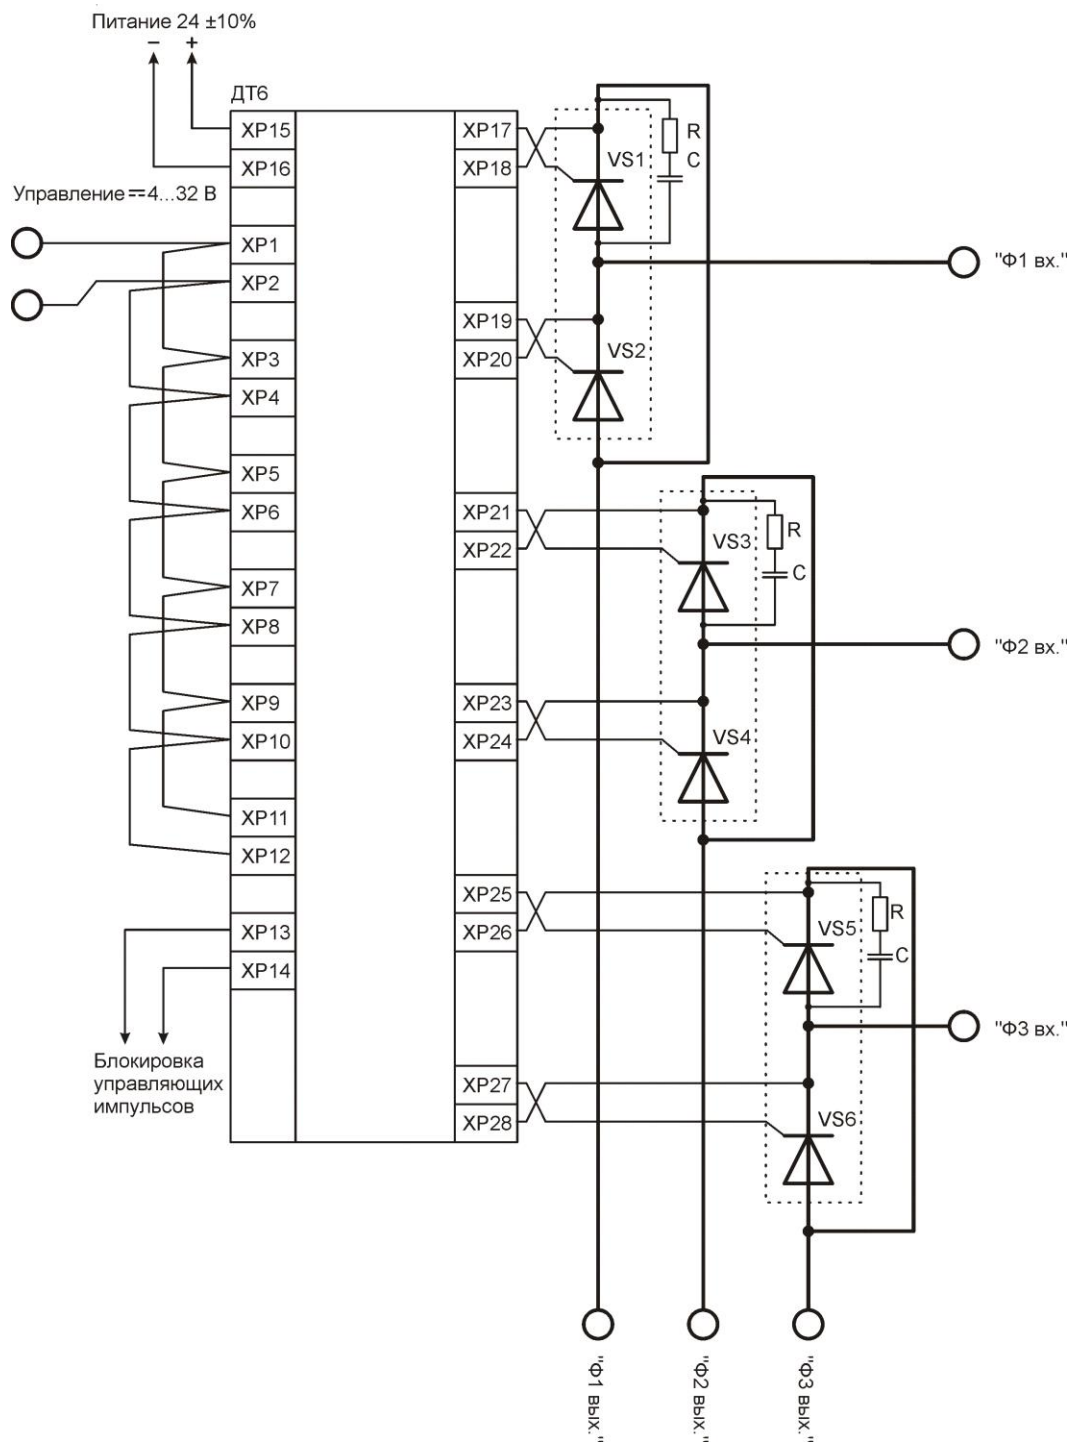 Питание 24 ±10%
− +
ДТ6
XP15
XP16
Управление ⎓4...32 В
XP1
XP2
XP3
XP4
XP5
XP6
XP7
XP8
XP9
XP10
XP11
XP12
XP13
XP14
Блокировка
управляющих
импульсов
XP17
XP18
XP19
XP20
XP21
XP22
XP23
XP24
XP25
XP26
XP27
XP28
VS1
R
C
VS2
"Ф1 вх."
VS3
R
C
VS4
"Ф2 вх."
VS5
R
C
VS6
"Ф3 вх."
"Ф1 вых."
"Ф2 вых."
"Ф3 вых."